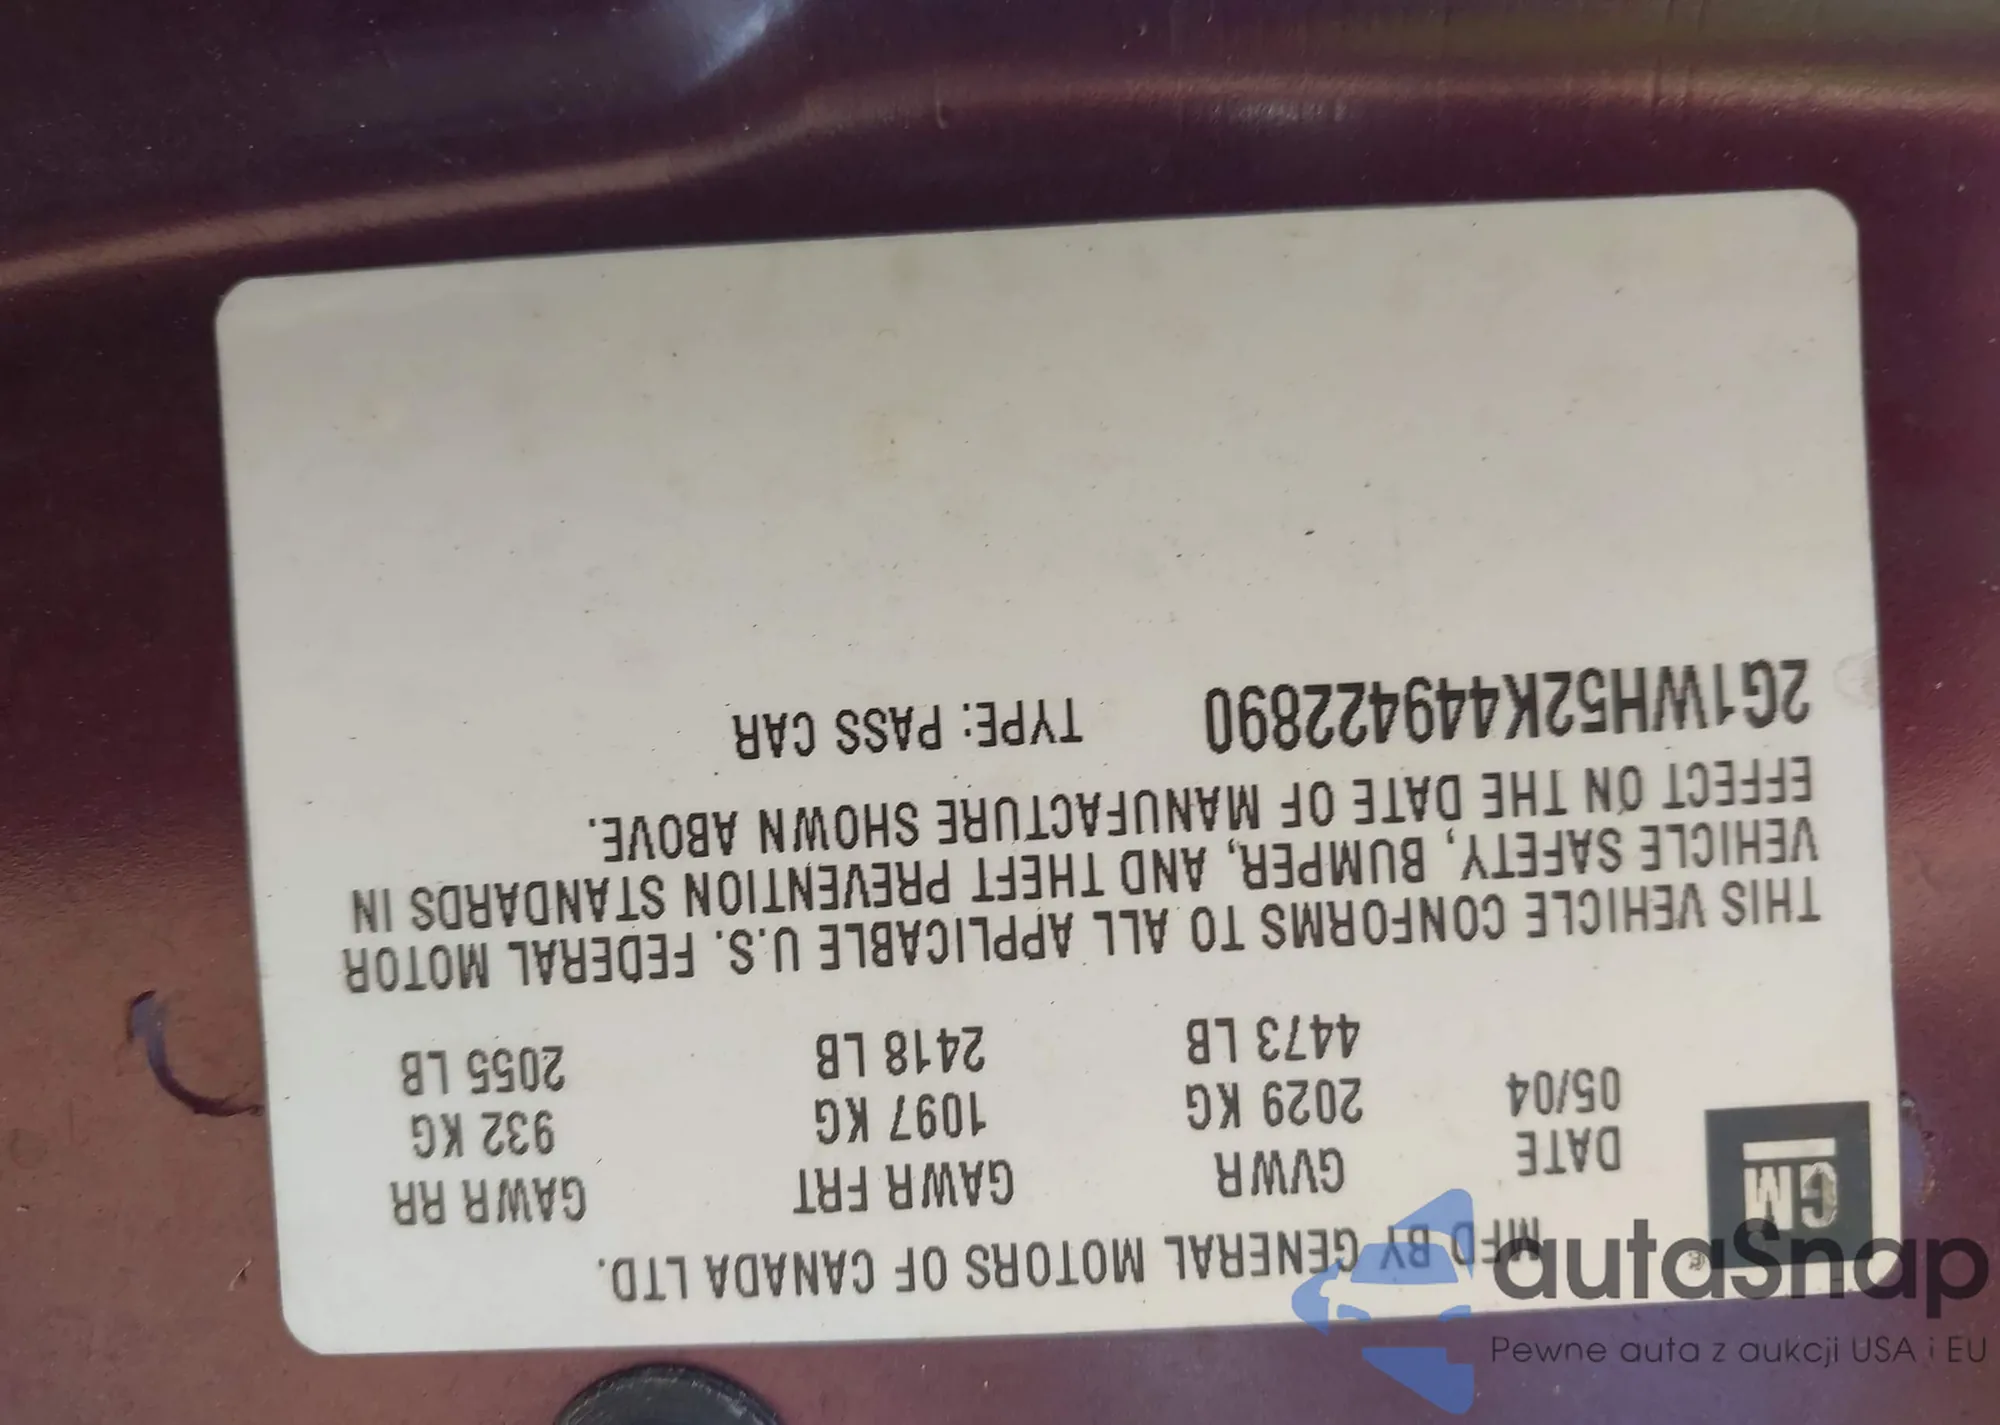 MFD BY GENERAL MOTORS OF CANADA LTD.
GM
DATE GVWR GAWR FRT GAWR RR
05/04 2029 KG 1097 KG 932 KG
4473 LB 2418 LB 2055 LB
THIS VEHICLE CONFORMS TO ALL APPLICABLE U.S. FEDERAL MOTOR
VEHICLE SAFETY, BUMPER, AND THEFT PREVENTION STANDARDS IN
EFFECT ON THE DATE OF MANUFACTURE SHOWN ABOVE.
2G1WH52K449422890 TYPE: PASS CAR
autaSnap
Pewne auta z aukcji USA i EU